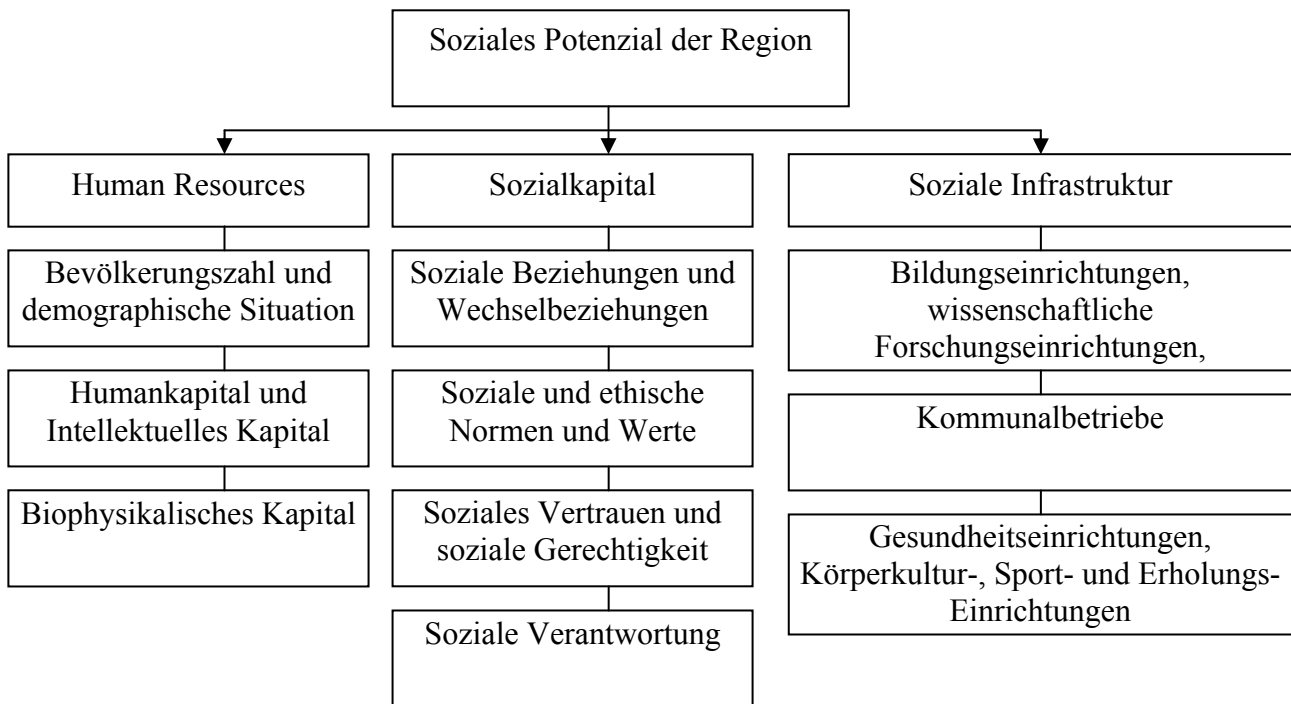 Soziales Potenzial der Region
Human Resources
Sozialkapital
Soziale Infrastruktur
Bevölkerungszahl und
demographische Situation
Soziale Beziehungen und
Wechselbeziehungen
Bildungseinrichtungen,
wissenschaftliche
Forschungseinrichtungen,
Humankapital und
Intellektuelles Kapital
Soziale und ethische
Normen und Werte
Kommunalbetriebe
Biophysikalisches Kapital
Soziales Vertrauen und
soziale Gerechtigkeit
Gesundheitseinrichtungen,
Körperkultur-, Sport- und Erholungs-
Einrichtungen
Soziale Verantwortung